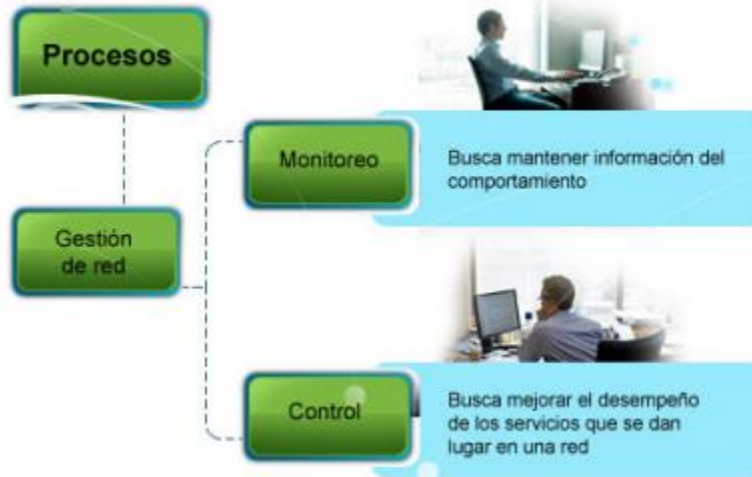 Procesos
Monitoreo
Busca mantener información del
comportamiento
Gestión
de red
Control
Busca mejorar el desempeño
de los servicios que se dan
lugar en una red